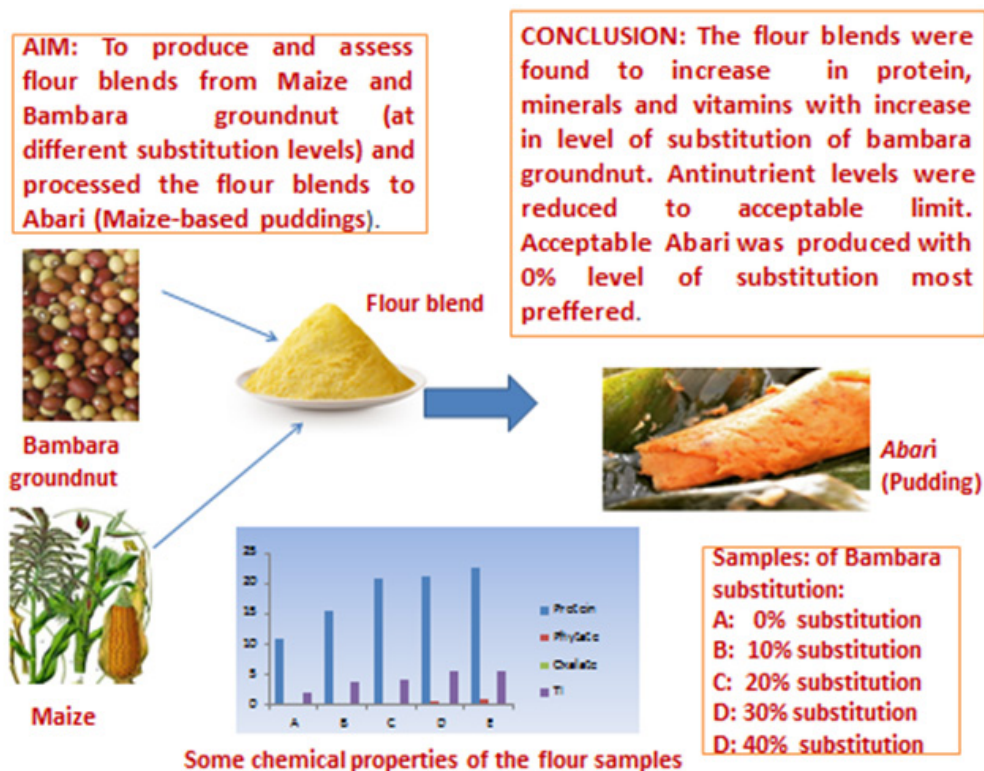 AIM: To produce and assess
flour blends from Maize and
Bambara groundnut (at
different substitution levels) and
processed the flour blends to
Abari (Maize-based puddings).
CONCLUSION: The flour blends were
found to increase in protein,
minerals and vitamins with increase
in level of substitution of bambara
groundnut. Antinutrient levels were
reduced to acceptable limit.
Acceptable Abari was produced with
0% level of substitution most
preffered.
Flour blend
Bambara
groundnut
Abari
(Pudding)
Maize
25
20
15
10
5
0
A B C D E
Protein
Phytate
Oxalate
TI
Some chemical properties of the flour samples
Samples: of Bambara
substitution:
A: 0% substitution
B: 10% substitution
C: 20% substitution
D: 30% substitution
D: 40% substitution